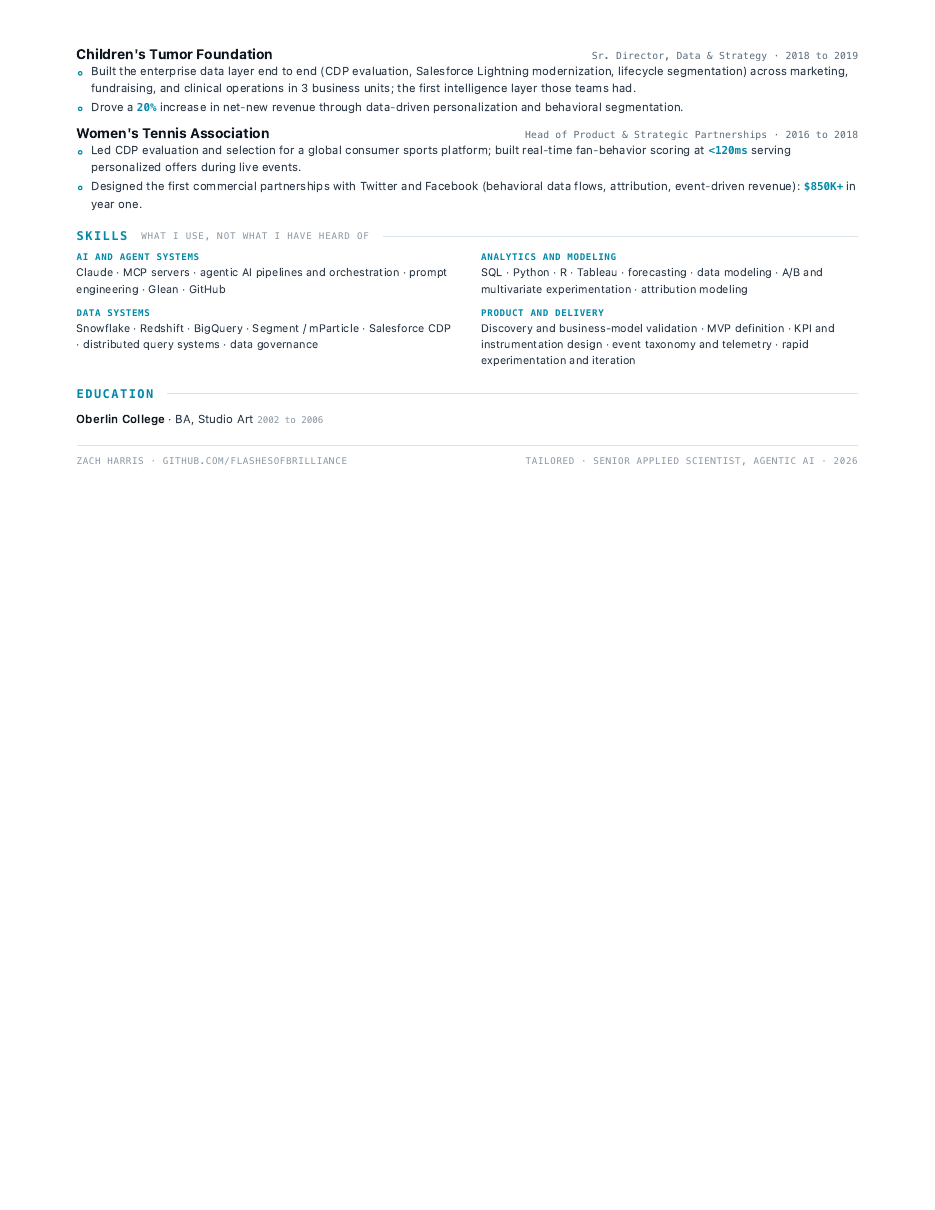 Children's Tumor Foundation
Sr. Director, Data & Strategy · 2018 to 2019
Built the enterprise data layer end to end (CDP evaluation, Salesforce Lightning modernization, lifecycle segmentation) across marketing,
fundraising, and clinical operations in 3 business units; the first intelligence layer those teams had.
Drove a 20% increase in net-new revenue through data-driven personalization and behavioral segmentation.
Women's Tennis Association
Head of Product & Strategic Partnerships · 2016 to 2018
Led CDP evaluation and selection for a global consumer sports platform; built real-time fan-behavior scoring at <120ms serving
personalized offers during live events.
Designed the first commercial partnerships with Twitter and Facebook (behavioral data flows, attribution, event-driven revenue): $850K+ in
year one.
SKILLS WHAT I USE, NOT WHAT I HAVE HEARD OF
AI AND AGENT SYSTEMS
Claude · MCP servers · agentic AI pipelines and orchestration · prompt
engineering · Glean · GitHub
ANALYTICS AND MODELING
SQL · Python · R · Tableau · forecasting · data modeling · A/B and
multivariate experimentation · attribution modeling
DATA SYSTEMS
Snowflake · Redshift · BigQuery · Segment / mParticle · Salesforce CDP
· distributed query systems · data governance
PRODUCT AND DELIVERY
Discovery and business-model validation · MVP definition · KPI and
instrumentation design · event taxonomy and telemetry · rapid
experimentation and iteration
EDUCATION
Oberlin College · BA, Studio Art 2002 to 2006
ZACH HARRIS · GITHUB.COM/FLASHESOFBRILLIANCE
TAILORED · SENIOR APPLIED SCIENTIST, AGENTIC AI · 2026